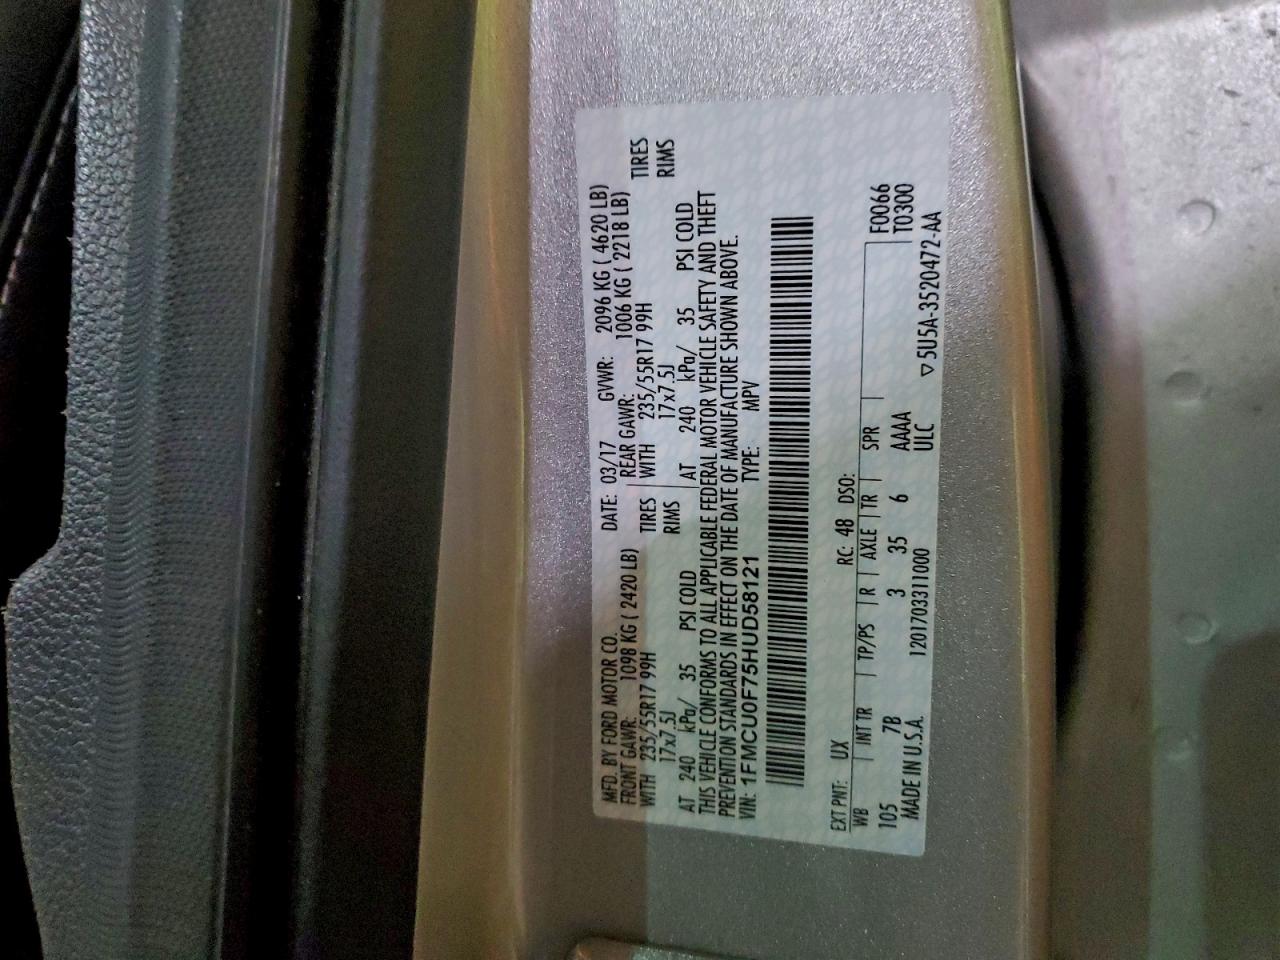 MFD. BY FORD MOTOR CO. DATE: 03/17 GVWR: 2096 KG ( 4620 LB)
FRONT GAWR: 1098 KG ( 2420 LB) REAR GAWR: 1006 KG ( 2218 LB)
WITH 235/55R17 99H TIRES WITH 235/55R17 99H TIRES
17x7.5J RIMS 17x7.5J RIMS
AT 240 kPa/ 35 PSI COLD AT 240 kPa/ 35 PSI COLD
THIS VEHICLE CONFORMS TO ALL APPLICABLE FEDERAL MOTOR VEHICLE SAFETY AND THEFT
PREVENTION STANDARDS IN EFFECT ON THE DATE OF MANUFACTURE SHOWN ABOVE.
VIN: 1FMCU0F75HUD58121 TYPE: MPV
EXT PNT: UX RC: 48 DSO:
WB INT TR TP/PS R AXLE TR SPR F0066
105 7B 3 35 6 AAAA T0300
MADE IN U.S.A. 1201703311000 ULC ▽5U5A-3520472-AA